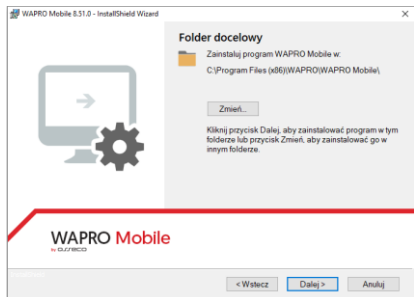 WAPRO Mobile 8.51.0 - InstallShield Wizard
Folder docelowy
Zainstaluj program WAPRO Mobile w:
C:\Program Files (x86)\WAPRO\WAPRO Mobile\
Zmień...
Kliknij przycisk Dalej, aby zainstalować program w tym
folderze lub przycisk Zmień, aby zainstalować go w
innym folderze.
WAPRO Mobile
by asseco
< Wstecz
Dalej >
Anuluj